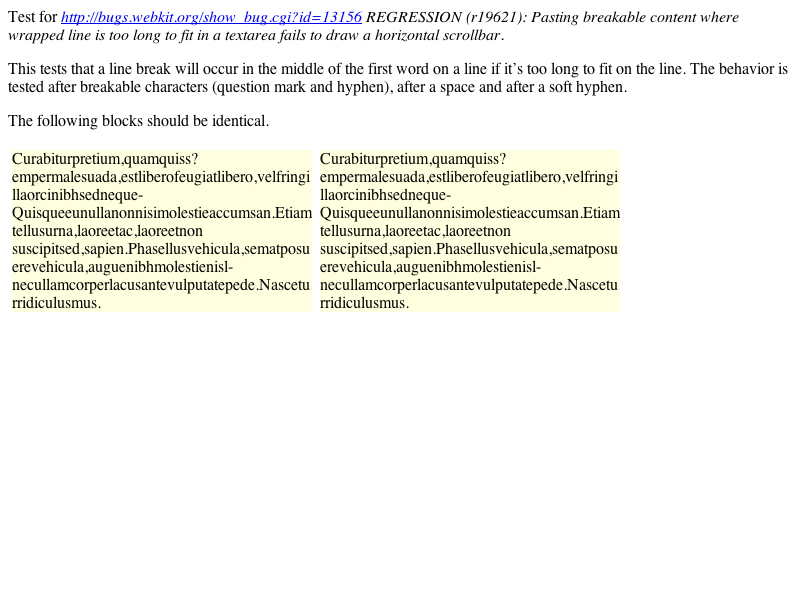 Test for http://bugs.webkit.org/show_bug.cgi?id=13156 REGRESSION (r19621): Pasting breakable content where
wrapped line is too long to fit in a textarea fails to draw a horizontal scrollbar.
This tests that a line break will occur in the middle of the first word on a line if it's too long to fit on the line. The behavior is
tested after breakable characters (question mark and hyphen), after a space and after a soft hyphen.
The following blocks should be identical.
Curabiturpretium,quamquiss?
empermalesuada,estliberofeugiatlibero,velfringi
llaorcinibhsedneque-
Quisqueeunullanonnisimolestieaccumsan.Etiam
tellusurna,laoreetac,laoreetnon
suscipitsed,sapien.Phasellusvehicula,sematposu
erevehicula,auguenibhmolestienisl-
necullamcorperlacusantevulputatepede.Nascetu
rridiculusmus.
Curabiturpretium,quamquiss?
empermalesuada,estliberofeugiatlibero,velfringi
llaorcinibhsedneque-
Quisqueeunullanonnisimolestieaccumsan.Etiam
tellusurna,laoreetac,laoreetnon
suscipitsed,sapien.Phasellusvehicula,sematposu
erevehicula,auguenibhmolestienisl-
necullamcorperlacusantevulputatepede.Nascetu
rridiculusmus.